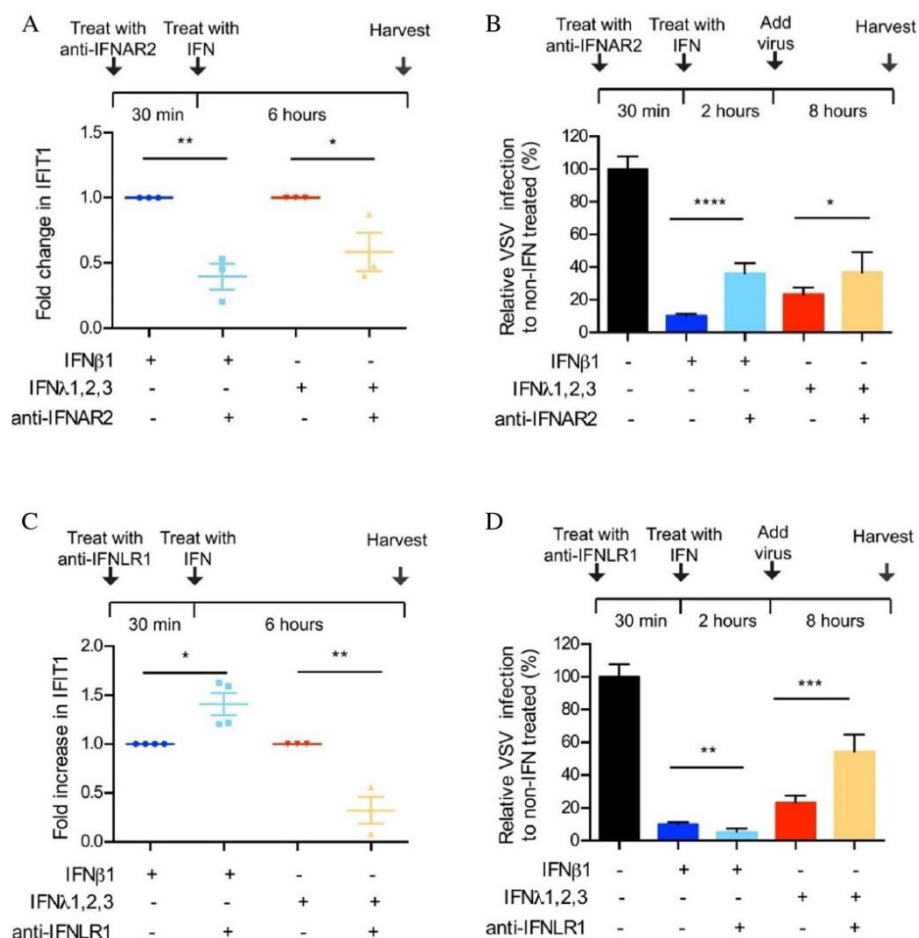 A
Treat with Treat with Harvest
anti-IFNAR2 IFN
30 min 6 hours
Fold change in IFIT1
1.5
1.0
0.5
0.0
** *
IFNβ1 + + - -
IFNλ1,2,3 - - + +
anti-IFNAR2 - + - +
B
Treat with Treat with Add Harvest
anti-IFNAR2 IFN virus
30 min 2 hours 8 hours
Relative VSV infection
to non-IFN treated (%)
120
100
80
60
40
20
0
**** *
IFNβ1 - + + - -
IFNλ1,2,3 - - - + +
anti-IFNAR2 - - + - +
C
Treat with Treat with Harvest
anti-IFNLR1 IFN
30 min 6 hours
Fold increase in IFIT1
2.0
1.5
1.0
0.5
0.0
* **
IFNβ1 + + - -
IFNλ1,2,3 - - + +
anti-IFNLR1 - + - +
D
Treat with Treat with Add Harvest
anti-IFNLR1 IFN virus
30 min 2 hours 8 hours
Relative VSV infection
to non-IFN treated (%)
120
100
80
60
40
20
0
** ***
IFNβ1 - + + - -
IFNλ1,2,3 - - - + +
anti-IFNLR1 - - + - +